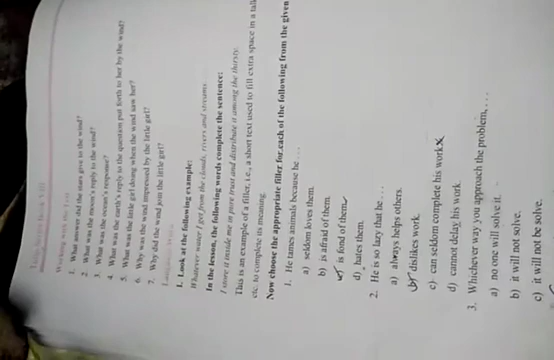 Working with the Text
1. What answer did the stars give to the wind?
2. What was the moon's reply to the wind?
3. What was the ocean's response?
4. What was the earth's reply to the question put forth to her by the wind?
5. What was the little girl doing when the wind saw her?
6. Why was the wind impressed by the little girl?
7. Why did the wind join the little girl?
Language Work
1. Look at the following example:
Whatever water I get from the clouds, rivers and streams
In the lesson, the following words complete the sentence:
I store it inside me in pure trust and distribute it among the thirsty.
This is an example of a filler, i.e., a short text used to fill extra space in a talk
etc. to complete its meaning.
Now choose the appropriate filler for each of the following from the given
1. He tames animals because he ...
a) seldom loves them.
b) is afraid of them.
is fond of them
d) hates them.
2. He is so lazy that he ...
a) always helps others.
b) dislikes work.
c) can seldom complete his work.
d) cannot delay his work.
3. Whichever way you approach the problem, ...
a) no one will solve it.
b) it will not solve.
c) it will not be solve.